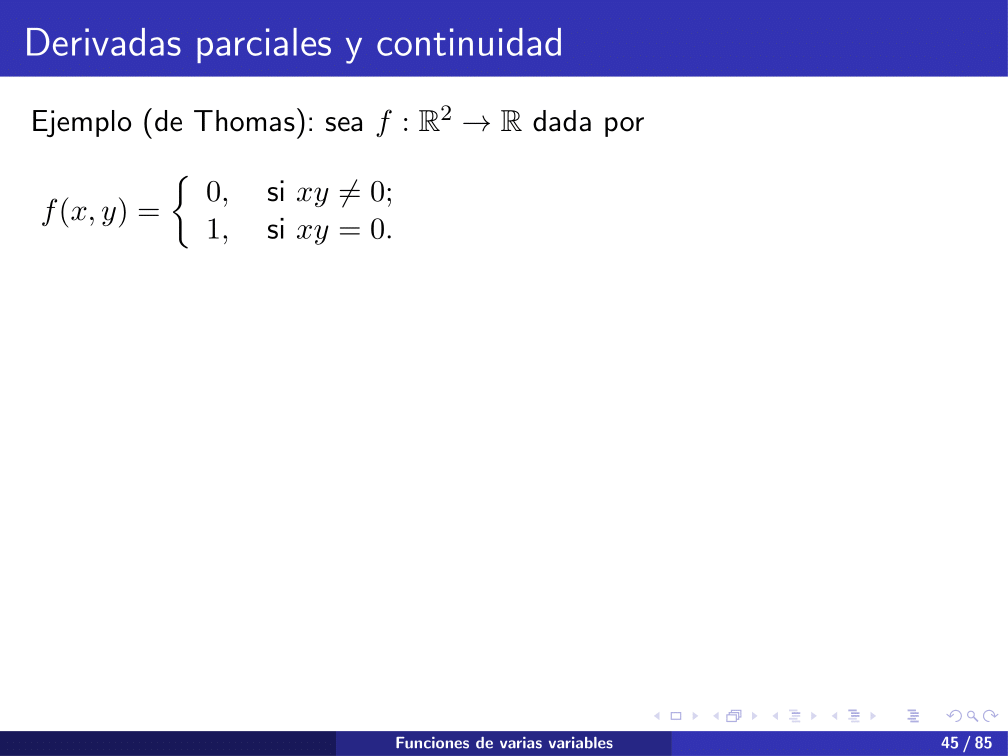 Derivadas parciales y continuidad
Ejemplo (de Thomas): sea f : ℝ² → ℝ dada por
f(x, y) = { 0, si xy ≠ 0;
1, si xy = 0.
Funciones de varias variables
45 / 85